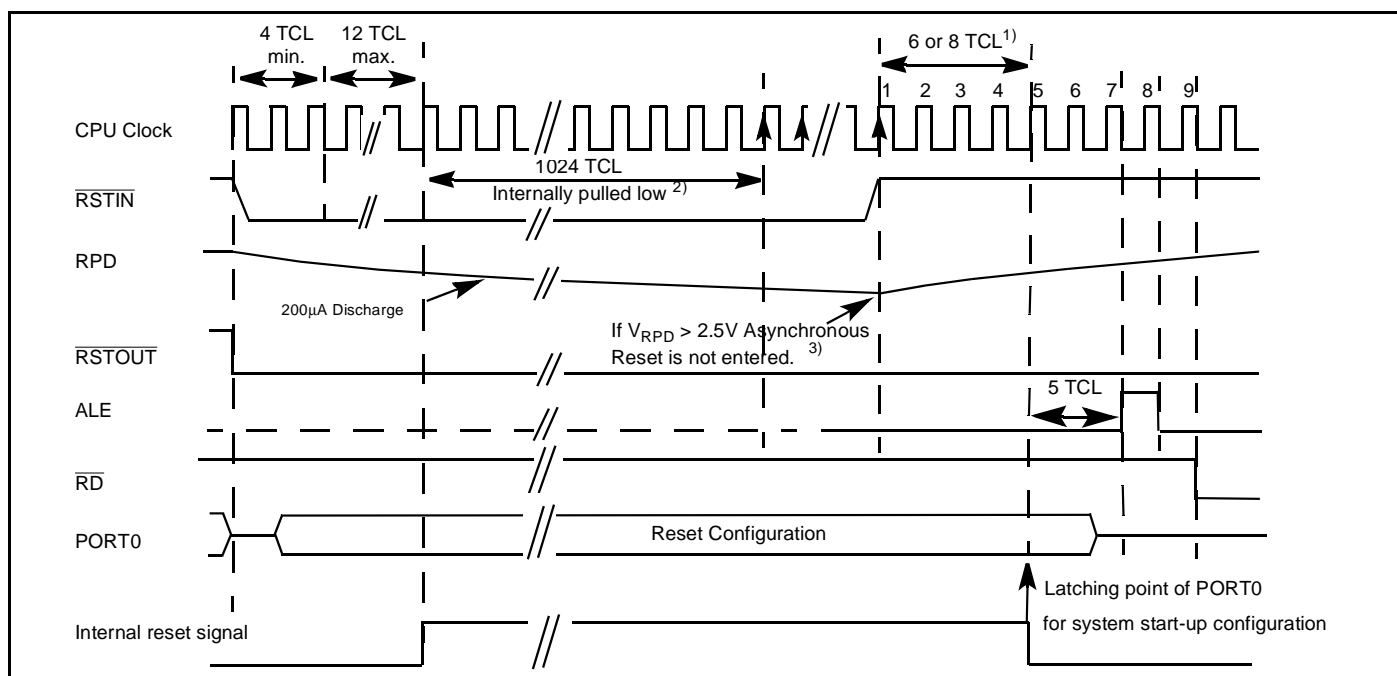 4 TCL
min.
12 TCL
max.
6 or 8 TCL1)
1 2 3 4 5 6 7 8 9
CPU Clock
1024 TCL
Internally pulled low 2)
RSTIN
RPD
200µA Discharge
If VRPD > 2.5V Asynchronous
Reset is not entered. 3)
RSTOUT
5 TCL
ALE
RD
PORT0
Reset Configuration
Latching point of PORT0
for system start-up configuration
Internal reset signal